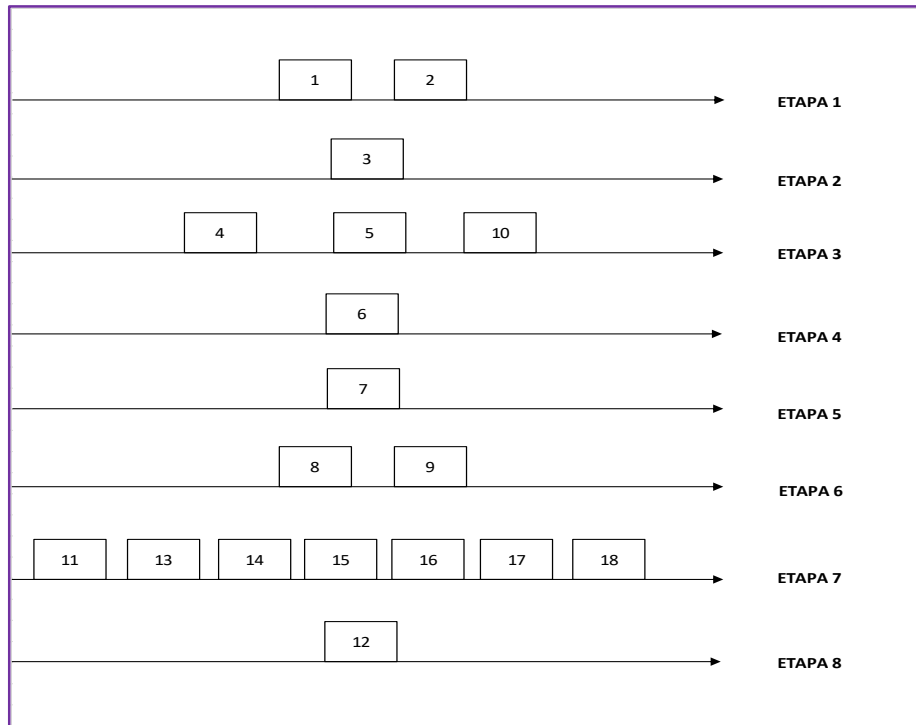 1 2
ETAPA 1
3
ETAPA 2
4 5 10
ETAPA 3
6
ETAPA 4
7
ETAPA 5
8 9
ETAPA 6
11 13 14 15 16 17 18
ETAPA 7
12
ETAPA 8